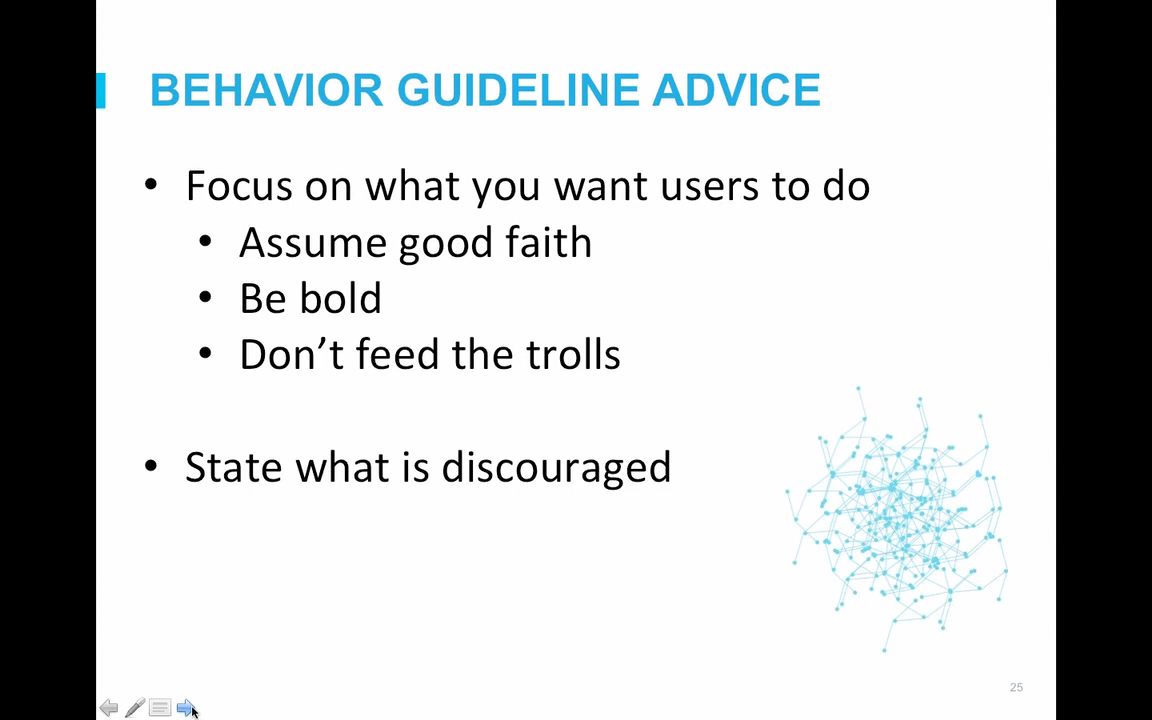 BEHAVIOR GUIDELINE ADVICE
• Focus on what you want users to do
• Assume good faith
• Be bold
• Don’t feed the trolls
• State what is discouraged
25